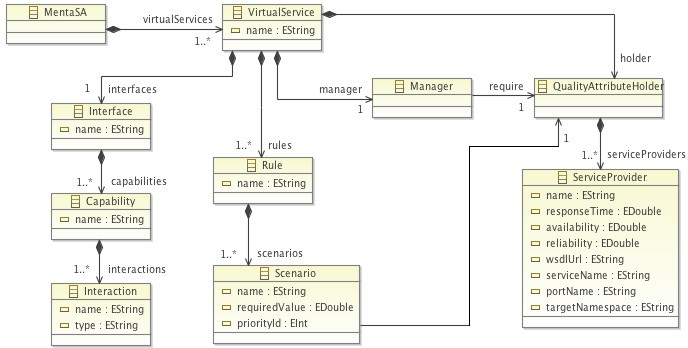 MentaSA
virtualServices
1..*
VirtualService
name : EString
holder
1
interfaces
manager
1
Manager
require
1
QualityAttributeHolder
Interface
name : EString
1..*
rules
1
1..*
serviceProviders
1..*
capabilities
Rule
name : EString
ServiceProvider
name : EString
responseTime : EDouble
availability : EDouble
reliability : EDouble
wsdlUrl : EString
serviceName : EString
portName : EString
targetNamespace : EString
Capability
name : EString
1..*
scenarios
1..*
interactions
Scenario
name : EString
requiredValue : EDouble
priorityId : EInt
Interaction
name : EString
type : EString